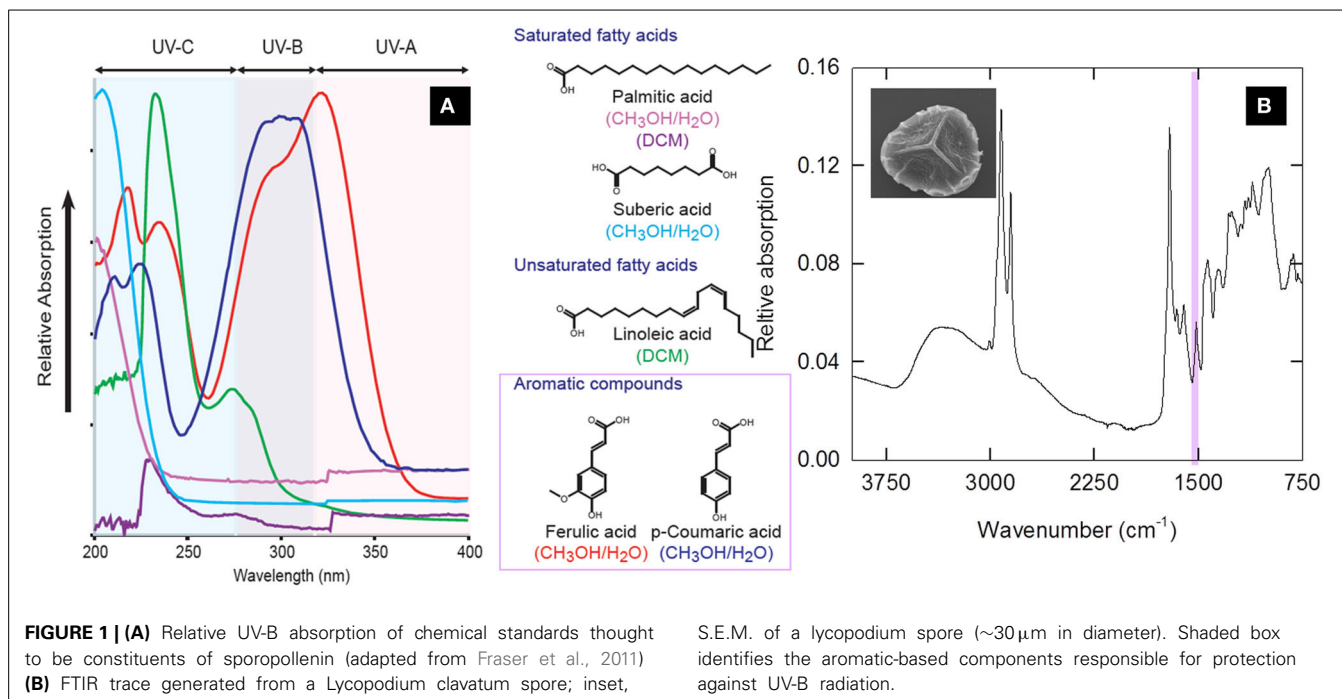 UV-C UV-B UV-A
A
Relative Absorption
200 250 300 350 400
Wavelength (nm)
Saturated fatty acids
O
OH
Palmitic acid
(CH3OH/H2O)
(DCM)
HO O
O OH
Suberic acid
(CH3OH/H2O)
Unsaturated fatty acids
O
OH
Linoleic acid
(DCM)
Aromatic compounds
O OH O OH
O
OH OH
Ferulic acid p-Coumaric acid
(CH3OH/H2O) (CH3OH/H2O)
B
Reltive absorption
0.16
0.12
0.08
0.04
0.00
3750 3000 2250 1500 750
Wavenumber (cm-1)
FIGURE 1 | (A) Relative UV-B absorption of chemical standards thought
to be constituents of sporopollenin (adapted from Fraser et al., 2011)
(B) FTIR trace generated from a Lycopodium clavatum spore; inset,
S.E.M. of a lycopodium spore (~30 μm in diameter). Shaded box
identifies the aromatic-based components responsible for protection
against UV-B radiation.